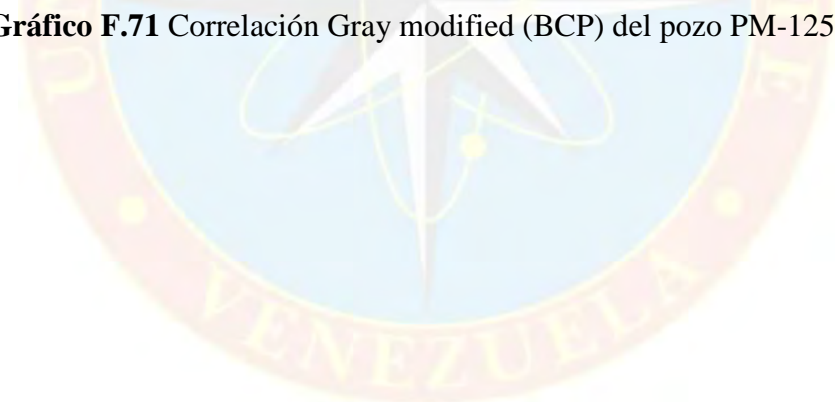 Gráfico F.71 Correlación Gray modified (BCP) del pozo PM-125
U E
VENEZUELA